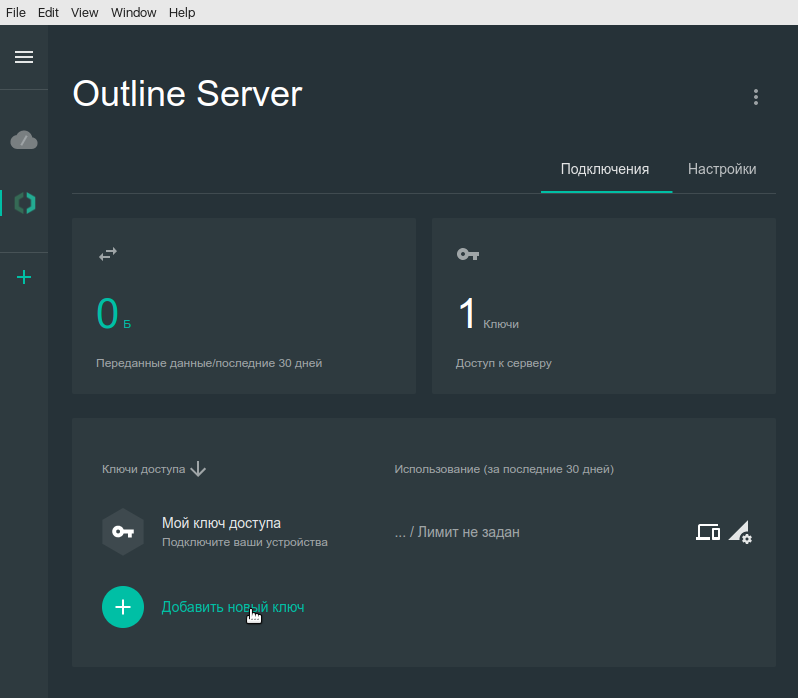 File Edit View Window Help
Outline Server
Подключения Настройки
0 Б
Переданные данные/последние 30 дней
1 Ключи
Доступ к серверу
Ключи доступа Использование (за последние 30 дней)
Мой ключ доступа
Подключите ваши устройства
... / Лимит не задан
Добавить новый ключ